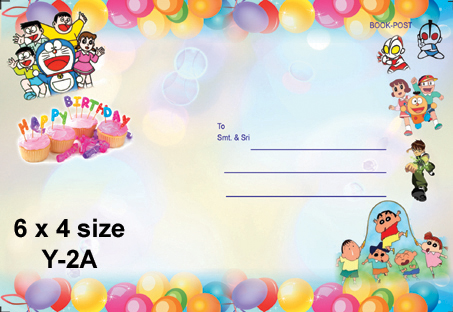 BOOK-POST
HAPPY BIRTHDAY
To
Smt. & Sri
6 x 4 size
Y-2A